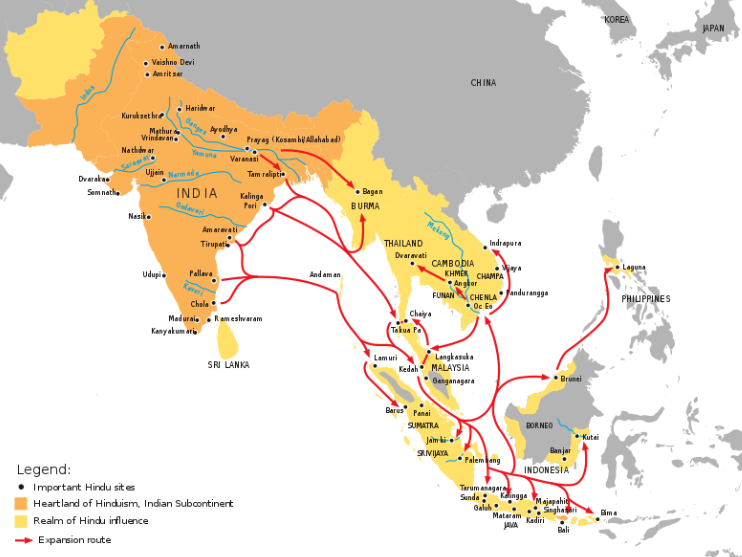 KOREA
JAPAN
Amarnath
Vaishno Devi
Amritsar
CHINA
Indus
Haridwar
Kuruksethra
Ganges
Mathura
Ayodhya
Vrindavan
Prayag (Kosambi/Allahabad)
Yamuna
Nathdwar
Varanasi
Saraswati
Ujjain
Narmada
Tamralipti
Dvaraka
Somnath
INDIA
Kalinga
Puri
Bagan
BURMA
Godavari
Nasik
Mekong
Amaravati
Tirupati
THAILAND
Indrapura
Dvaravati
CAMBODIA
KHMER
Vijaya
CHAMPA
Laguna
Udupi
Pallava
Andaman
Angkor
Kaveri
FUNAN
CHENLA
Pandurangga
PHILIPPINES
Chola
Oc Eo
Madurai
Rameshvaram
Chaiya
Kanyakumari
Takua Pa
SRI LANKA
Lamuri
Langkasuka
Kedah
MALAYSIA
Ganganagara
Brunei
Barus
Panai
SUMATRA
BORNEO
Jambi
Kutai
SRIVIJAYA
Palembang
Banjar
INDONESIA
Legend:
Important Hindu sites
Heartland of Hinduism, Indian Subcontinent
Realm of Hindu influence
Expansion route
Tarumanagara
Sunda
Kalingga
Majapahit
Galuh
Singhasari
Bima
Mataram
Kadiri
JAVA
Bali